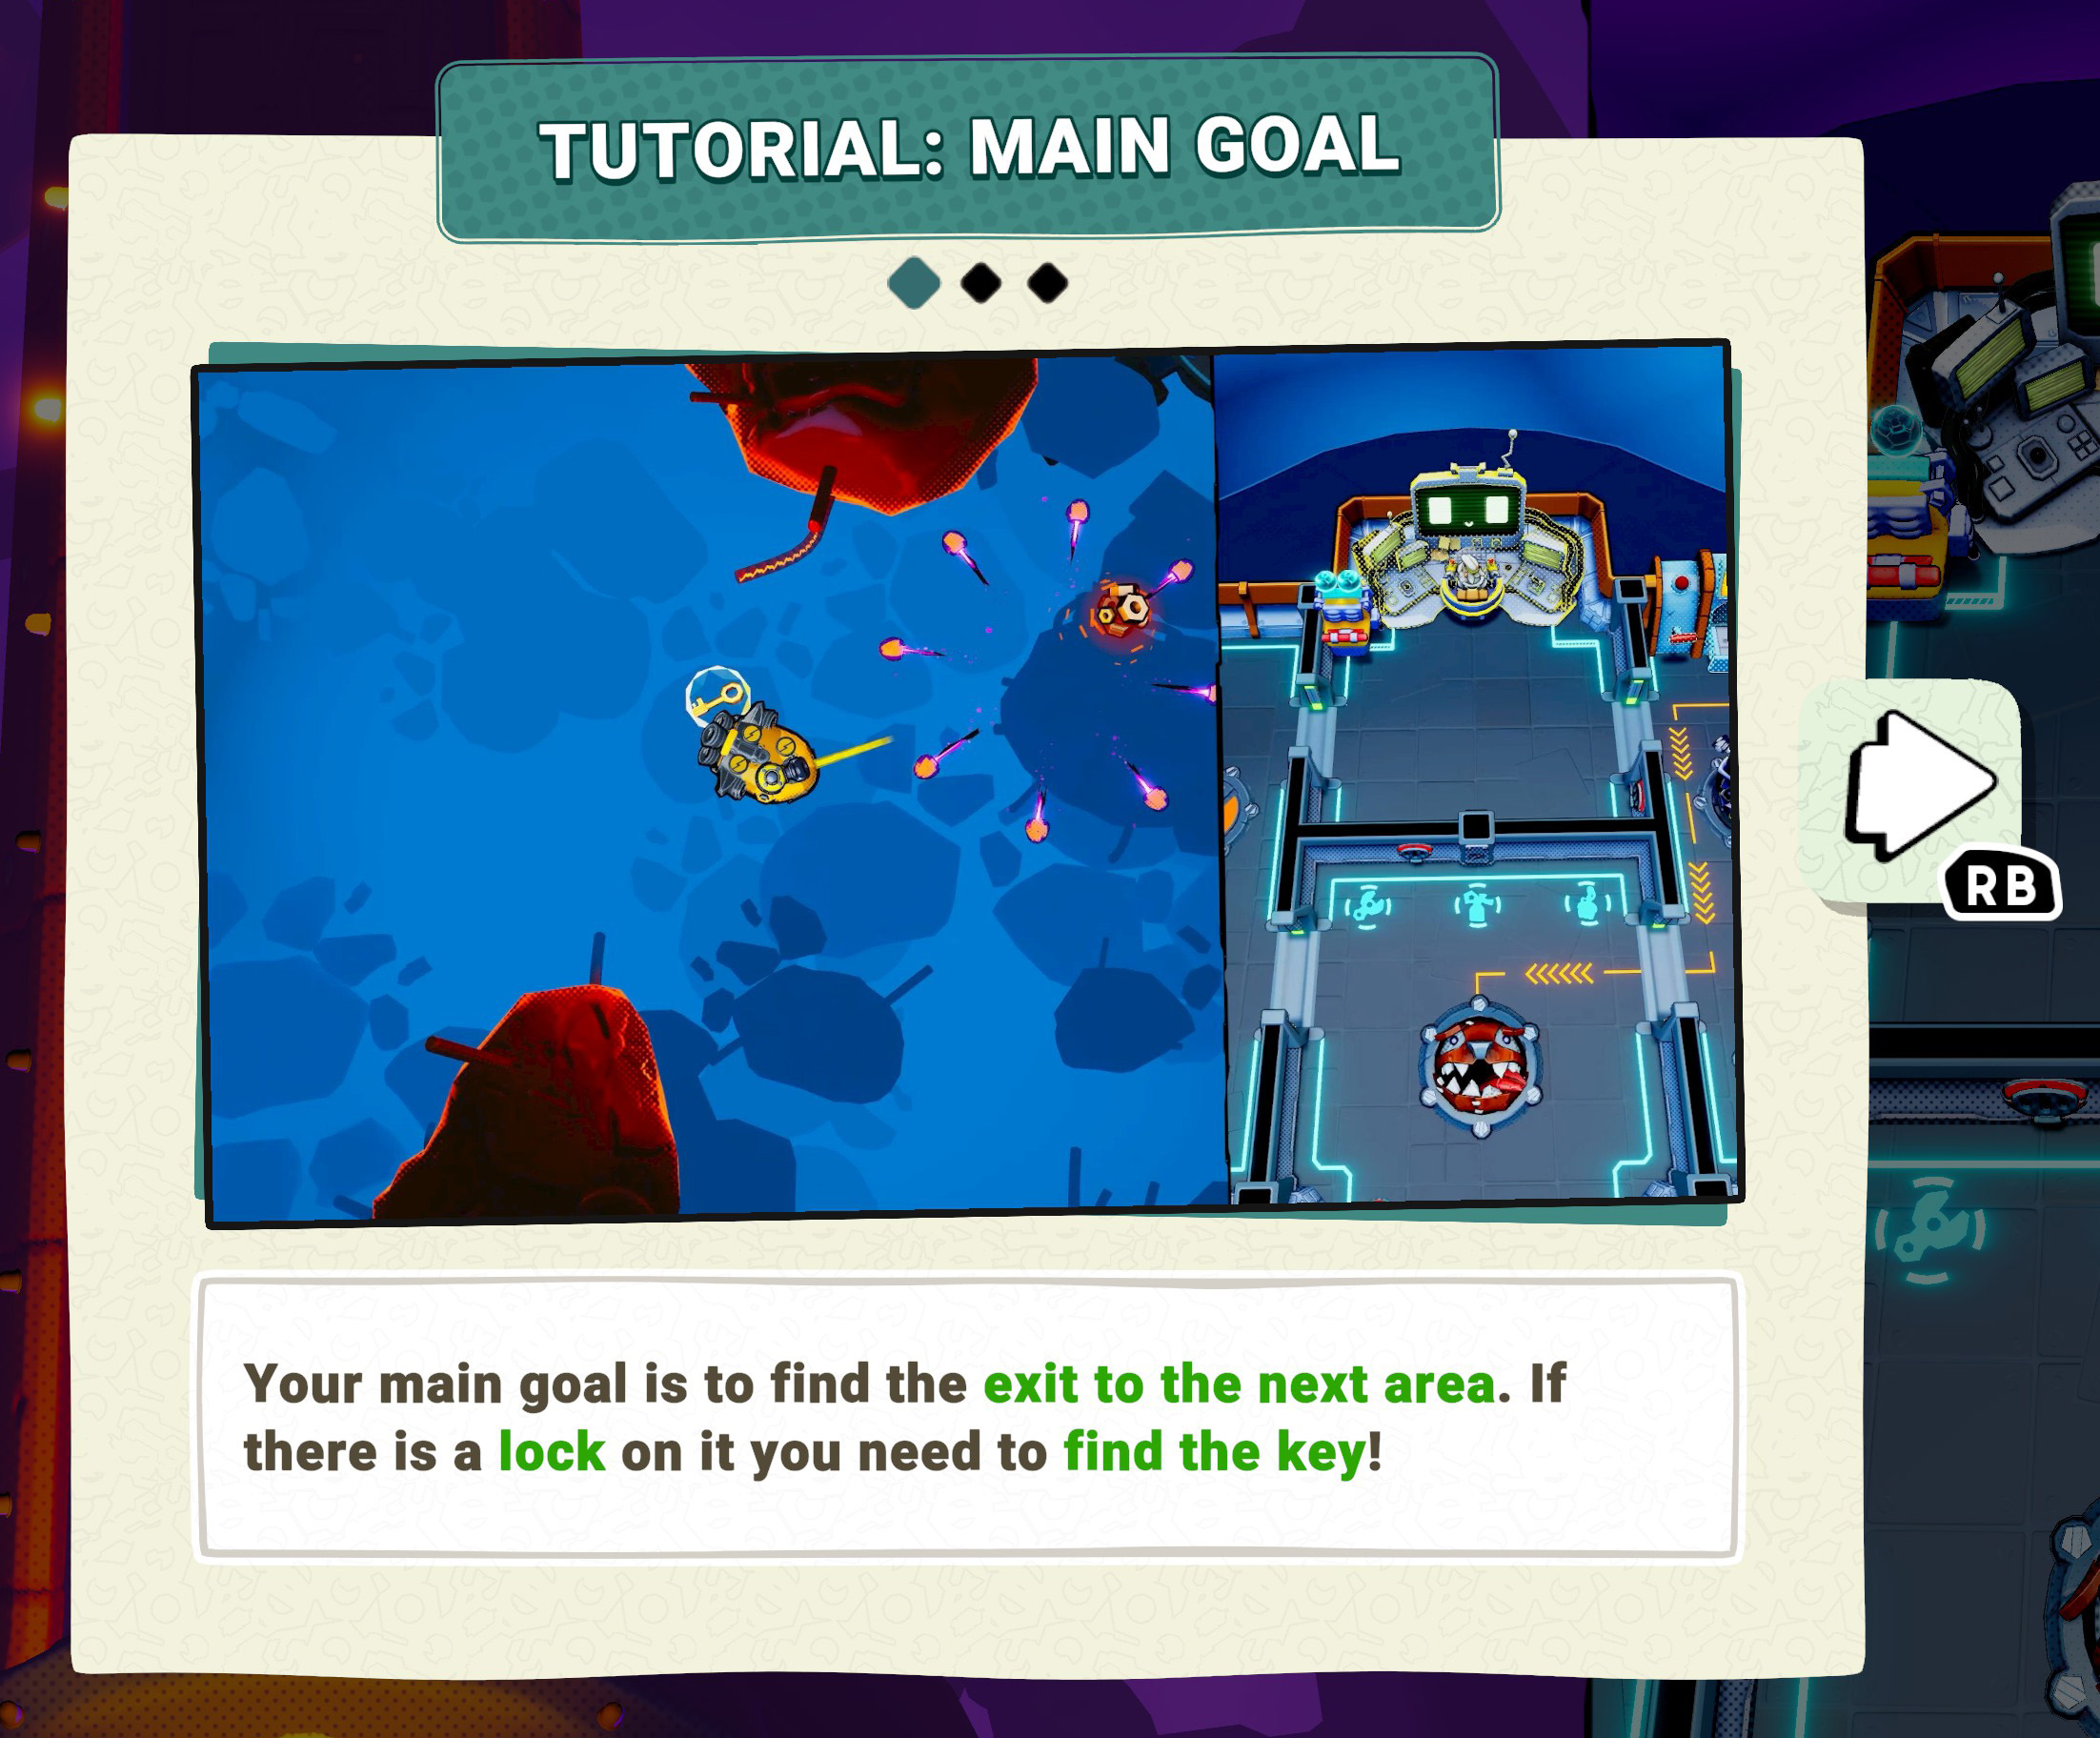 TUTORIAL: MAIN GOAL
RB
Your main goal is to find the exit to the next area. If
there is a lock on it you need to find the key!